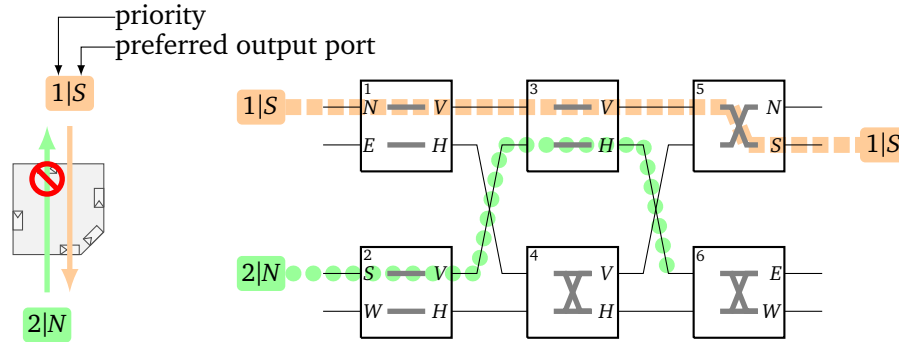 priority
preferred output port
1|S
2|N
1|S
1 N V
E H
3 V
H
5 N
S
1|S
2|N
2 S V
W H
4 V
H
6 E
W